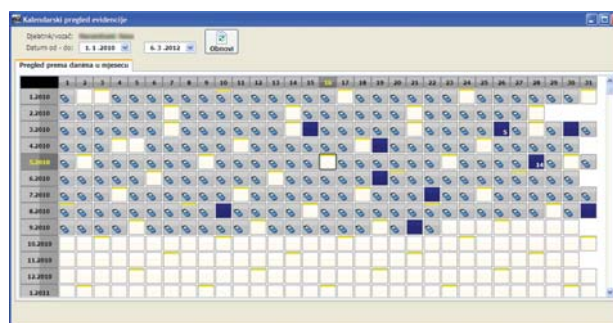 Kalendarski pregled evidencije
Djelatnik/vozač:
Datum od - do: 1. 1.2010 6. 3.2012 Obnovi
Pregled prema danima u mjesecu
1 2 3 4 5 6 7 8 9 10 11 12 13 14 15 16 17 18 19 20 21 22 23 24 25 26 27 28 29 30 31
1.2010
2.2010
3.2010 5
4.2010
5.2010 14
6.2010
7.2010
8.2010
9.2010
10.2010
11.2010
12.2010
1.2011